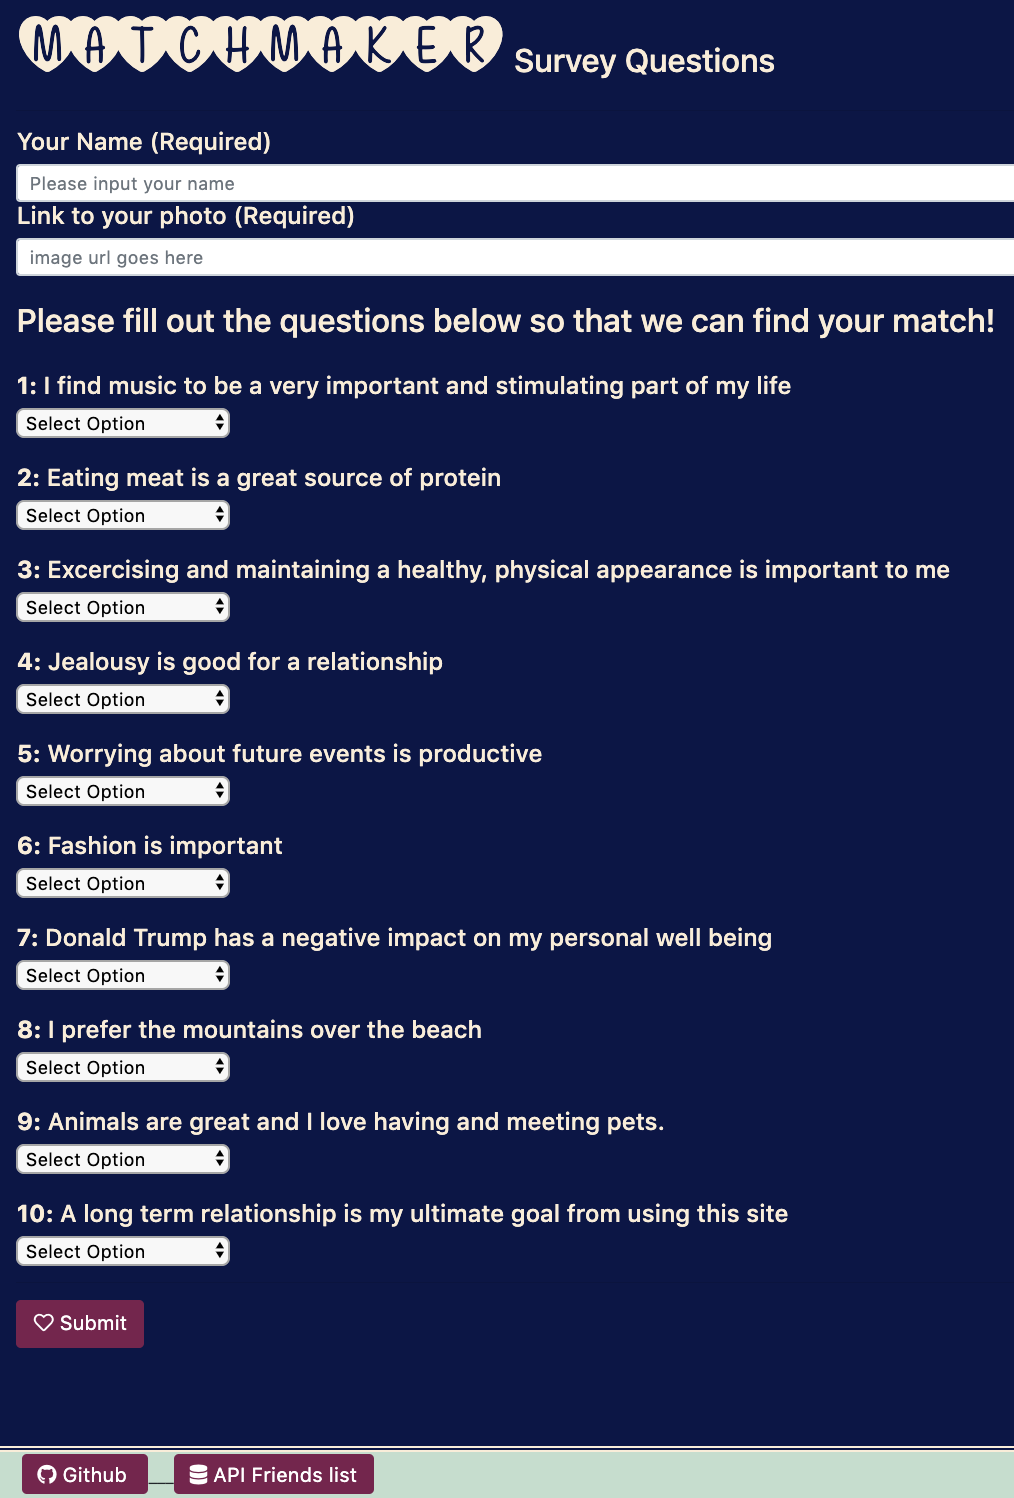 MATCHMAKER Survey Questions
Your Name (Required)
Please input your name
Link to your photo (Required)
image url goes here
Please fill out the questions below so that we can find your match!
1: I find music to be a very important and stimulating part of my life
Select Option
2: Eating meat is a great source of protein
Select Option
3: Excercising and maintaining a healthy, physical appearance is important to me
Select Option
4: Jealousy is good for a relationship
Select Option
5: Worrying about future events is productive
Select Option
6: Fashion is important
Select Option
7: Donald Trump has a negative impact on my personal well being
Select Option
8: I prefer the mountains over the beach
Select Option
9: Animals are great and I love having and meeting pets.
Select Option
10: A long term relationship is my ultimate goal from using this site
Select Option
Submit
Github API Friends list